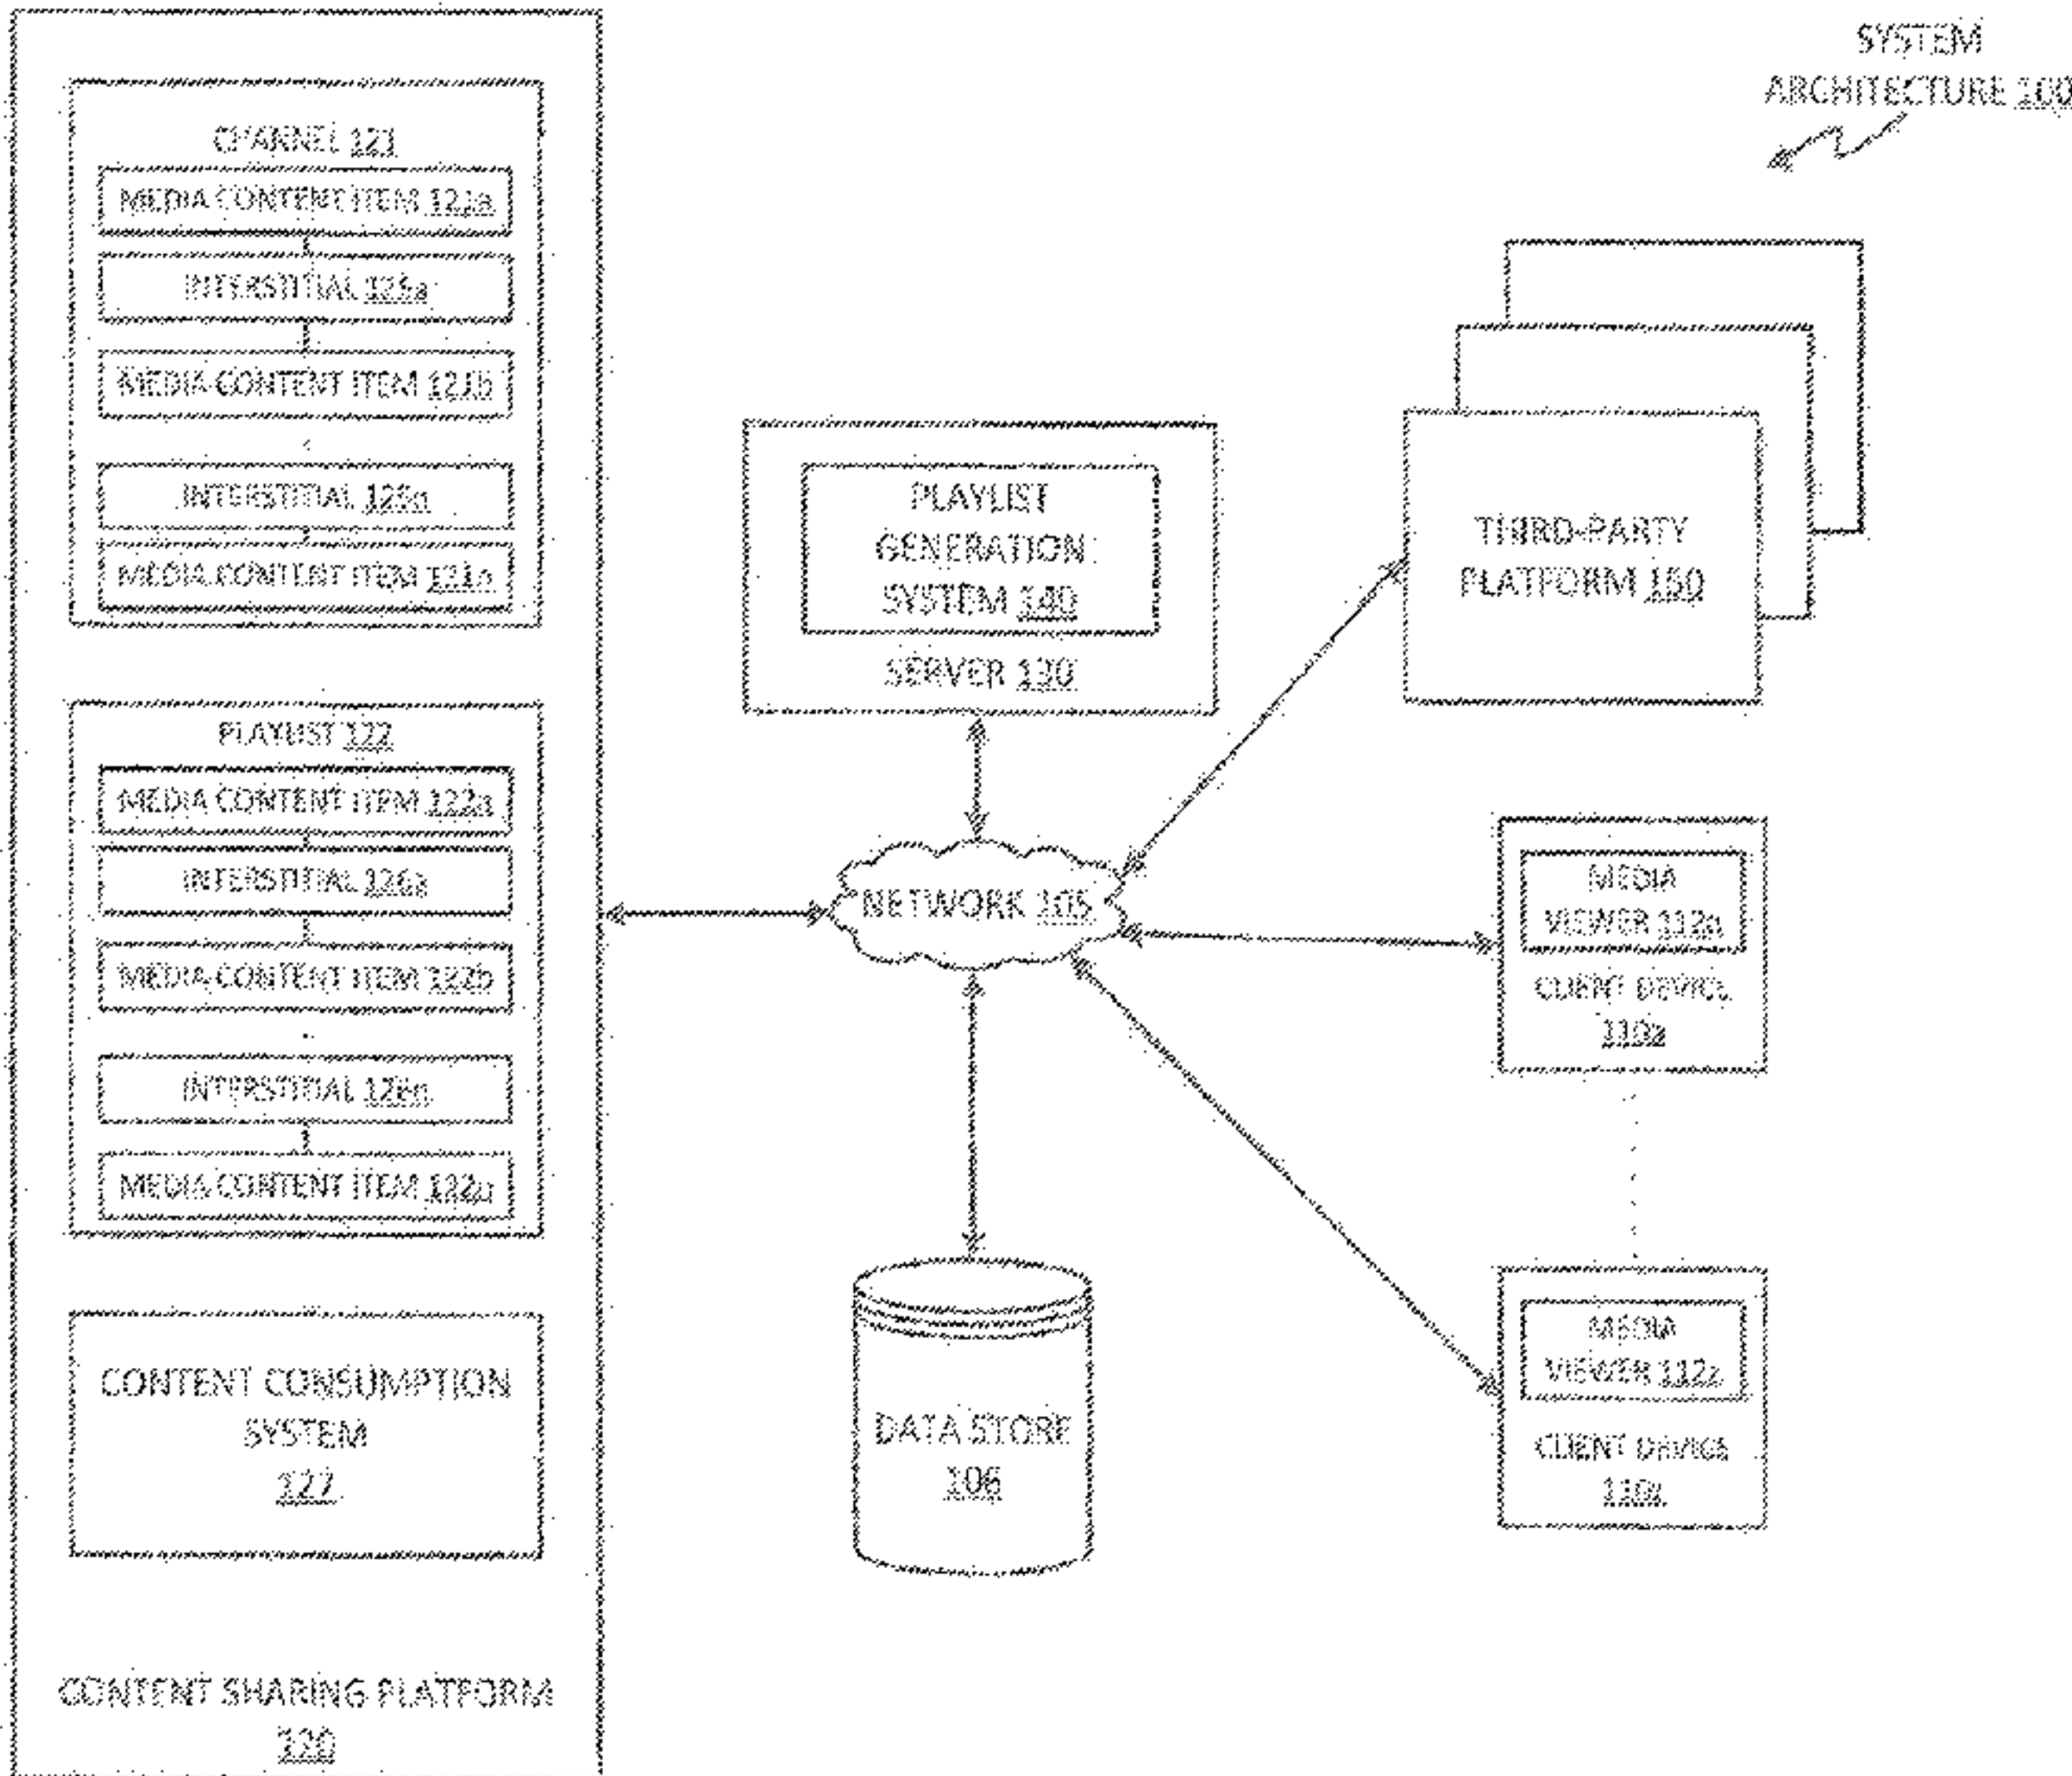 SYSTEM
ARCHITECTURE 100
CHANNEL 121
MEDIA CONTENT ITEM 121a
INTERSTITIAL 125a
MEDIA CONTENT ITEM 121b
INTERSTITIAL 125n
MEDIA CONTENT ITEM 121n
PLAYLIST 122
MEDIA CONTENT ITEM 122a
INTERSTITIAL 126a
MEDIA CONTENT ITEM 122b
INTERSTITIAL 126n
MEDIA CONTENT ITEM 122n
CONTENT CONSUMPTION
SYSTEM
127
CONTENT SHARING PLATFORM
120
PLAYLIST
GENERATION
SYSTEM 140
SERVER 130
NETWORK 105
DATA STORE
106
THIRD-PARTY
PLATFORM 150
MEDIA
VIEWER 112a
CLIENT DEVICE
110a
MEDIA
VIEWER 112z
CLIENT DEVICE
110z